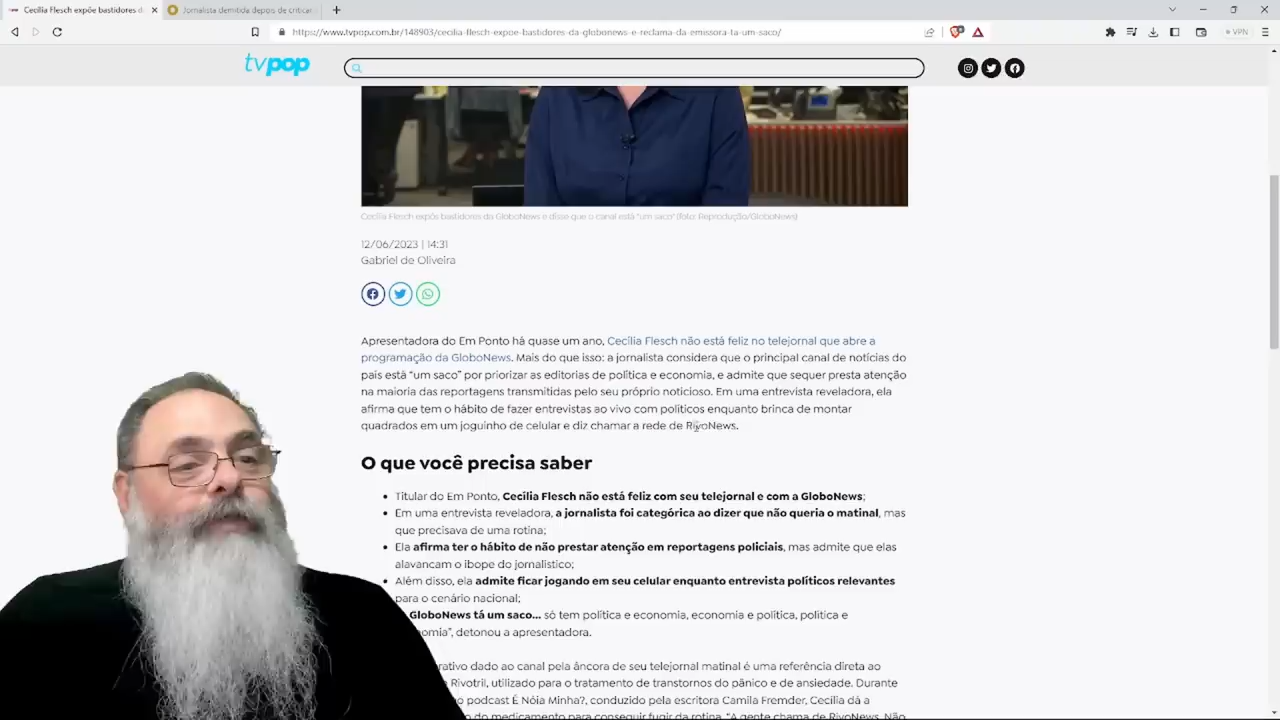 Cecília Flesch expõe bastidores da
Jornalista demitida depois de criticar
https://www.tvpop.com.br/148903/cecilia-flesch-expoe-bastidores-da-globonews-e-reclama-da-emissora-ta-um-saco/
VPN
tvpop
Cecília Flesch expôs bastidores da GloboNews e disse que o canal está "um saco" (foto: Reprodução/GloboNews)
12/06/2023 | 14:31
Gabriel de Oliveira
Apresentadora do Em Ponto há quase um ano, Cecília Flesch não está feliz no telejornal que abre a
programação da GloboNews. Mais do que isso: a jornalista considera que o principal canal de notícias do
país está “um saco” por priorizar as editorias de política e economia, e admite que sequer presta atenção
na maioria das reportagens transmitidas pelo seu próprio noticioso. Em uma entrevista reveladora, ela
afirma que tem o hábito de fazer entrevistas ao vivo com políticos enquanto brinca de montar
quadrados em um joguinho de celular e diz chamar a rede de RivoNews.
O que você precisa saber
Titular do Em Ponto, Cecília Flesch não está feliz com seu telejornal e com a GloboNews;
Em uma entrevista reveladora, a jornalista foi categórica ao dizer que não queria o matinal, mas
que precisava de uma rotina;
Ela afirma ter o hábito de não prestar atenção em reportagens policiais, mas admite que elas
alavancam o ibope do jornalístico;
Além disso, ela admite ficar jogando em seu celular enquanto entrevista políticos relevantes
para o cenário nacional;
GloboNews tá um saco... só tem política e economia, economia e política, política e
omia”, detonou a apresentadora.
rativo dado ao canal pela âncora de seu telejornal matinal é uma referência direta ao
Rivotril, utilizado para o tratamento de transtornos do pânico e de ansiedade. Durante
o podcast É Nóia Minha?, conduzido pela escritora Camila Fremder, Cecília dá a
do medicamento para conseguir fugir da rotina. “A gente chama de RivoNews. Não